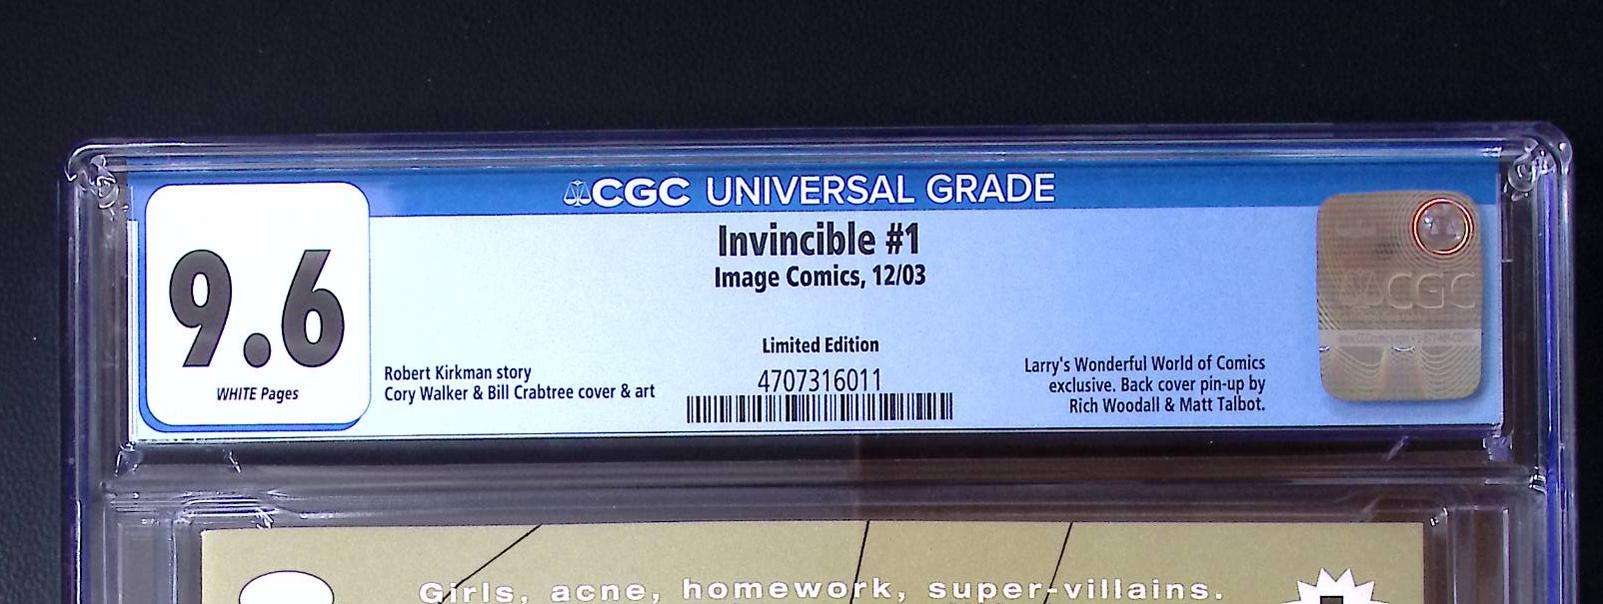 CGC UNIVERSAL GRADE
9.6
WHITE Pages
Invincible #1
Image Comics, 12/03
Limited Edition
4707316011
Robert Kirkman story
Cory Walker & Bill Crabtree cover & art
Larry's Wonderful World of Comics
exclusive. Back cover pin-up by
Rich Woodall & Matt Talbot.
CGC
Girls, acne, homework, super-villains.